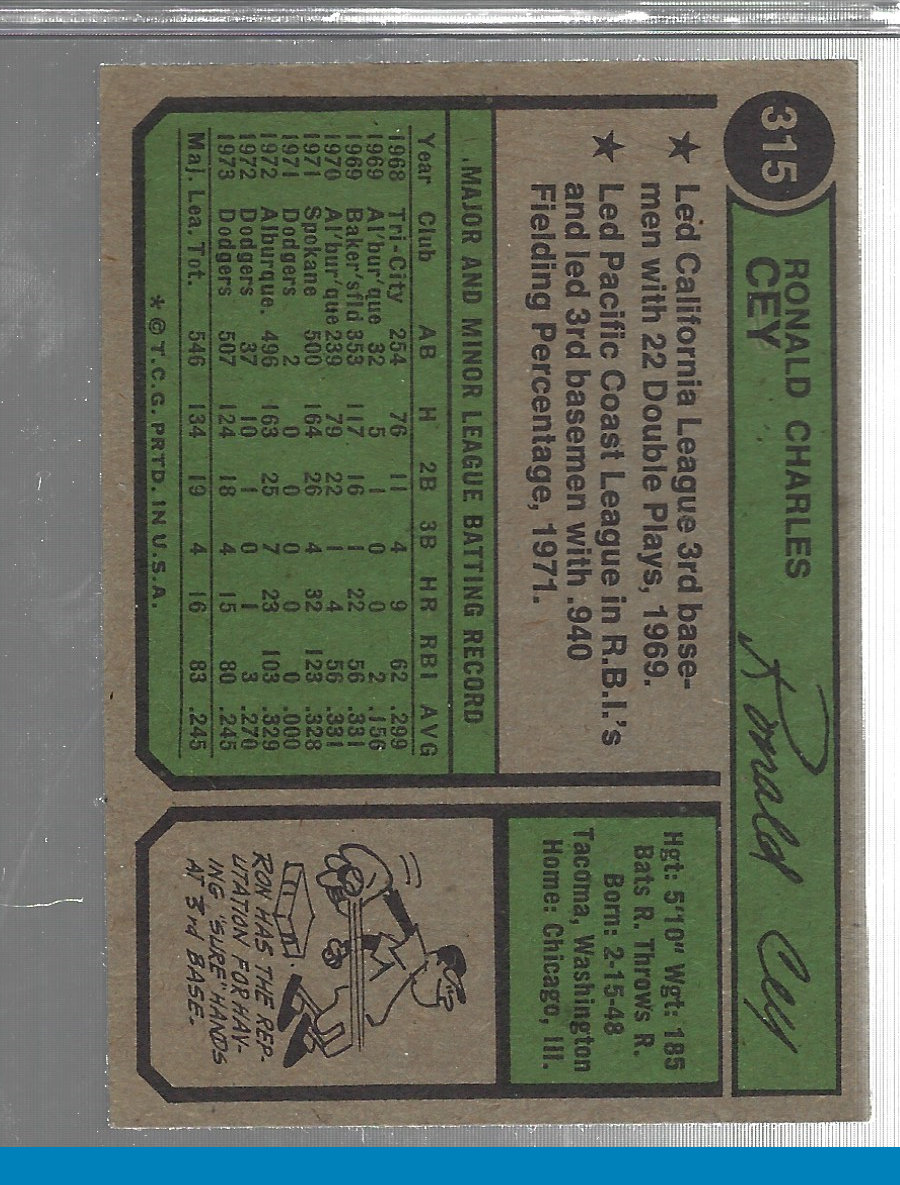 315
RONALD CHARLES
CEY
Ronald Cey
★ Led California League 3rd base-
men with 22 Double Plays, 1969.
★ Led Pacific Coast League in R.B.I.'s
and led 3rd basemen with .940
Fielding Percentage, 1971.
MAJOR AND MINOR LEAGUE BATTING RECORD
Year Club AB H 2B 3B HR RBI AVG
1968 Tri-City 254 76 11 4 9 62 .299
1969 Al'bur'que 32 5 1 0 0 2 .156
1969 Baker'sfld 353 117 16 1 22 56 .331
1970 Al'bur'que 239 79 22 1 4 56 .331
1971 Spokane 500 164 26 4 32 123 .328
1971 Dodgers 2 0 0 0 0 0 .000
1972 Alburque. 496 163 25 7 23 103 .329
1972 Dodgers 37 10 1 0 1 3 .270
1973 Dodgers 507 124 18 4 15 80 .245
Maj. Lea. Tot. 546 134 19 4 16 83 .245
* © T.C.G. PRTD. IN U.S.A.
Hgt: 5'10" Wgt: 185
Bats R. Throws R.
Born: 2-15-48
Tacoma, Washington
Home: Chicago, Ill.
RON HAS THE REP-
UTATION FOR HAV-
ING "SURE" HANDS
AT 3rd BASE.